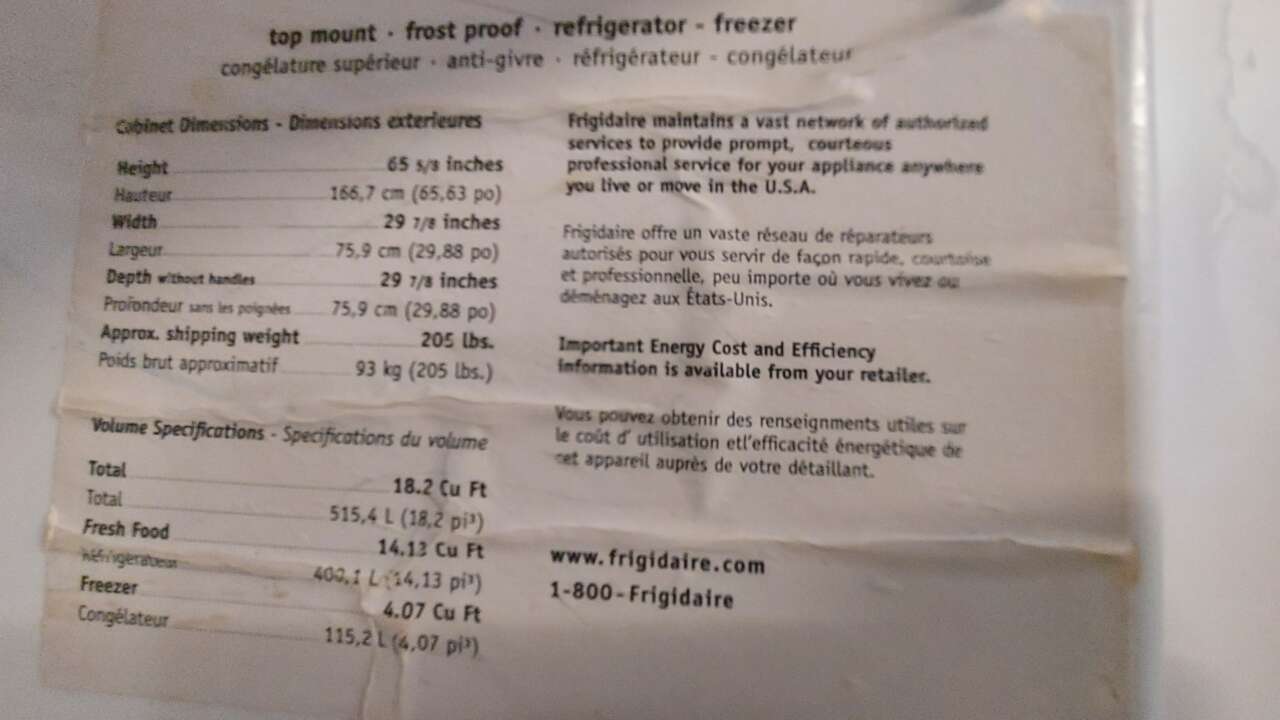 top mount · frost proof · refrigerator - freezer
congélature supérieur · anti-givre · réfrigérateur - congélateur
Cabinet Dimensions - Dimensions exterieures
Height 65 5/8 inches
Hauteur 166,7 cm (65,63 po)
Width 29 7/8 inches
Largeur 75,9 cm (29,88 po)
Depth without handles 29 7/8 inches
Profondeur sans les poignées 75,9 cm (29,88 po)
Approx. shipping weight 205 lbs.
Poids brut approximatif 93 kg (205 lbs.)
Volume Specifications - Specifications du volume
Total 18.2 Cu Ft
Total 515,4 L (18,2 pi³)
Fresh Food 14.13 Cu Ft
Réfrigerateur 400,1 L (14,13 pi³)
Freezer 4.07 Cu Ft
Congélateur 115,2 L (4,07 pi³)
Frigidaire maintains a vast network of authorized
services to provide prompt, courteous
professional service for your appliance anywhere
you live or move in the U.S.A.
Frigidaire offre un vaste réseau de réparateurs
autorisés pour vous servir de façon rapide, courtoise
et professionnelle, peu importe où vous vivez ou
déménagez aux États-Unis.
Important Energy Cost and Efficiency
information is available from your retailer.
Vous pouvez obtenir des renseignments utiles sur
le coût d' utilisation etl'efficacité énergétique de
cet appareil auprès de votre détaillant.
www.frigidaire.com
1-800-Frigidaire